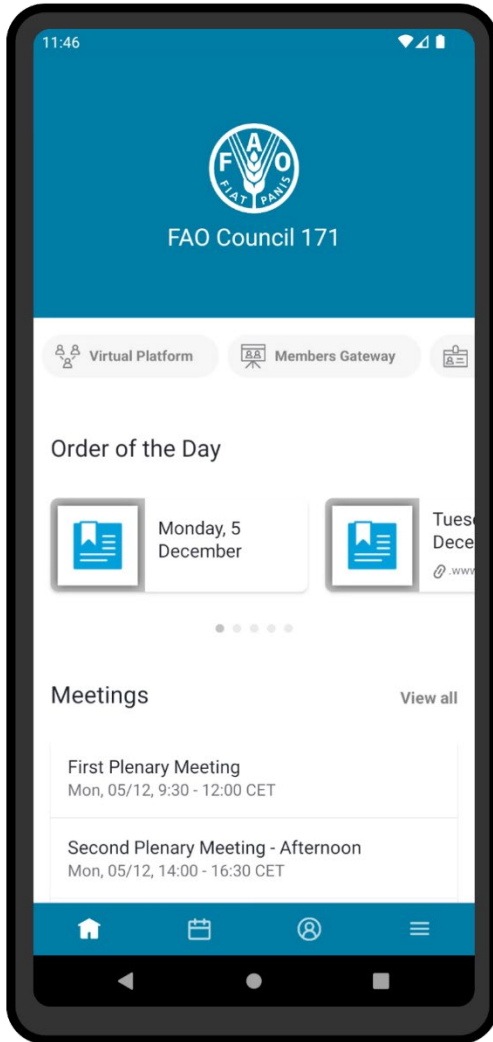 11:46
F A O
FIAT PANIS
FAO Council 171
Virtual Platform
Members Gateway
Order of the Day
Monday, 5
December
Tues
Dece
.www
Meetings
View all
First Plenary Meeting
Mon, 05/12, 9:30 - 12:00 CET
Second Plenary Meeting - Afternoon
Mon, 05/12, 14:00 - 16:30 CET